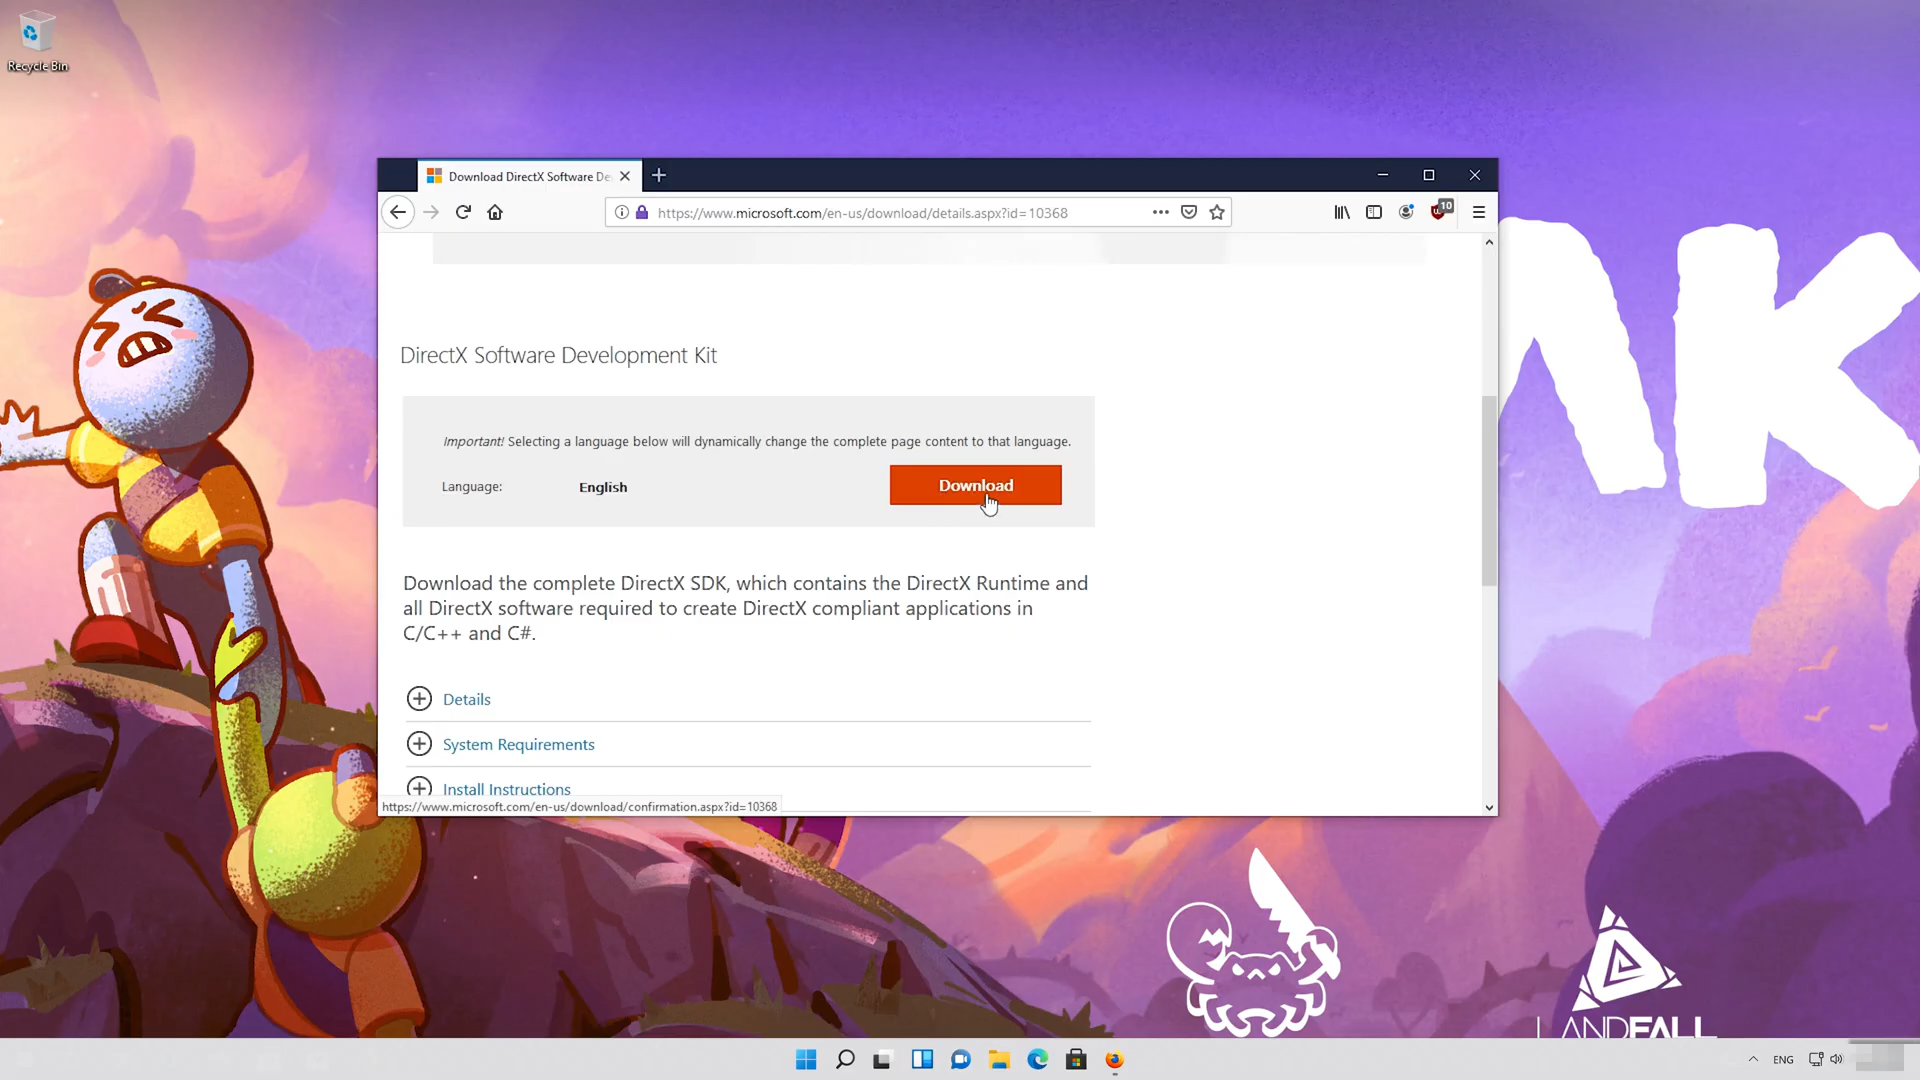 Recycle Bin
Download DirectX Software De
https://www.microsoft.com/en-us/download/details.aspx?id=10368
10
DirectX Software Development Kit
Important! Selecting a language below will dynamically change the complete page content to that language.
Language:
English
Download
Download the complete DirectX SDK, which contains the DirectX Runtime and
all DirectX software required to create DirectX compliant applications in
C/C++ and C#.
Details
System Requirements
Install Instructions
https://www.microsoft.com/en-us/download/confirmation.aspx?id=10368
AK
LANDFALL
ENG